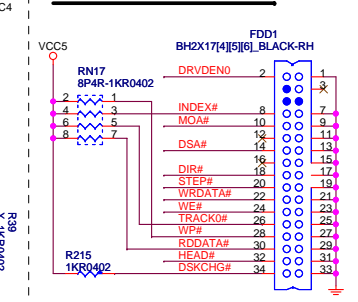 C4
VCC5
FDD1
BH2X17[4][5][6]_BLACK-RH
RN17
8P4R-1KR0402
DRVDEN0 2 1
3
2 1
4 3 INDEX# 8 7
6 5 MOA# 10 9
8 7 12 11
DSA# 14 13
16 15
DIR# 18 17
STEP# 20 19
WRDATA# 22 21
WE# 24 23
TRACK0# 26 25
WP# 28 27
RDDATA# 30 29
R215 HEAD# 32 31
1KR0402 DSKCHG# 34 33
R39